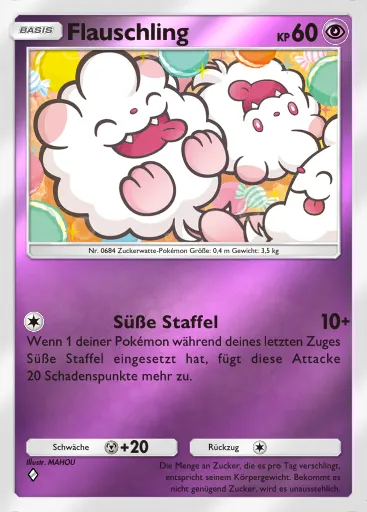 BASIS Flauschling KP 60
Nr. 0684 Zuckerwatte-Pokémon Größe: 0,4 m Gewicht: 3,5 kg
Süße Staffel 10+
Wenn 1 deiner Pokémon während deines letzten Zuges
Süße Staffel eingesetzt hat, fügt diese Attacke
20 Schadenspunkte mehr zu.
Schwäche +20 Rückzug
Illustr. MAHOU
Die Menge an Zucker, die es pro Tag verschlingt,
entspricht seinem Körpergewicht. Bekommt es
nicht genügend Zucker, wird es unausstehlich.